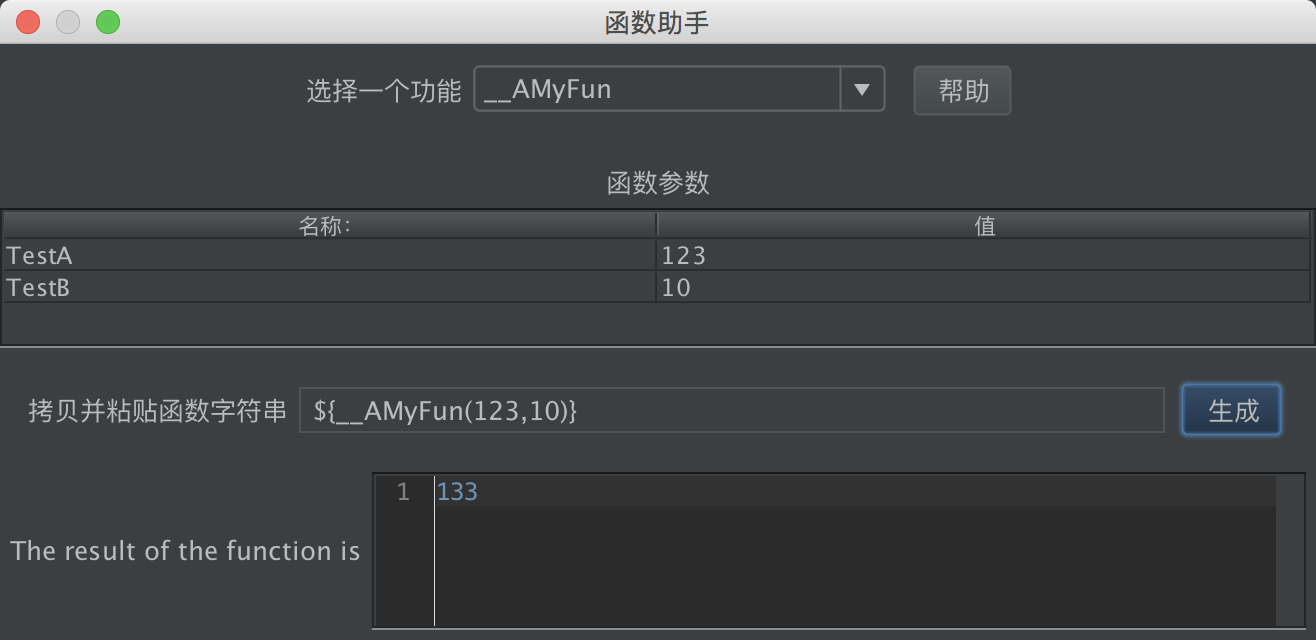 函数助手
选择一个功能 __AMyFun 帮助
函数参数
名称: 值
TestA 123
TestB 10
拷贝并粘贴函数字符串 ${__AMyFun(123,10)} 生成
1 133
The result of the function is